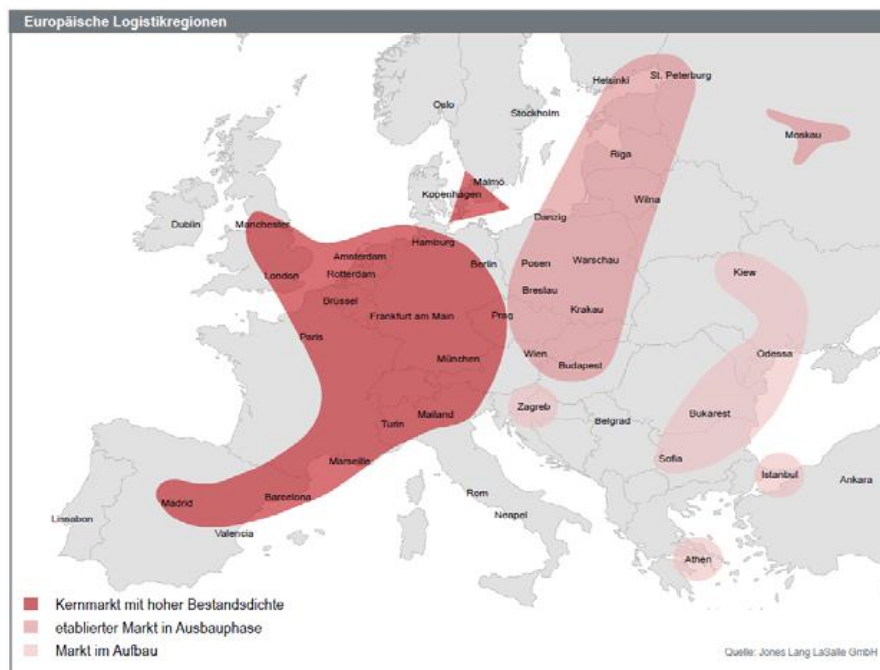 Europäische Logistikregionen
Helsinki
St. Peterburg
Oslo
Stockholm
Moskau
Riga
Malmö
Kopenhagen
Wilna
Dublin
Manchester
Danzig
Hamburg
Amsterdam
Berlin
Posen
Warschau
Kiew
London
Rotterdam
Breslau
Brüssel
Krakau
Frankfurt am Main
Prag
Paris
Wien
Odessa
München
Budapest
Zagreb
Mailand
Bukarest
Turin
Belgrad
Marseille
Sofia
Istanbul
Ankara
Madrid
Barcelona
Rom
Neapel
Lissabon
Valencia
Athen
Kernmarkt mit hoher Bestandsdichte
etablierter Markt in Ausbauphase
Markt im Aufbau
Quelle: Jones Lang LaSalle GmbH